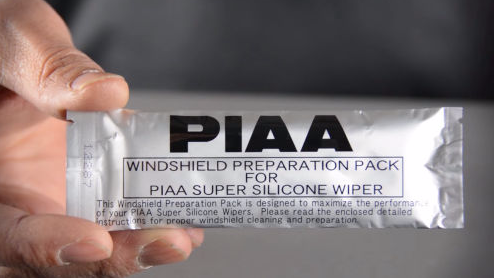 PIAA
WINDSHIELD PREPARATION PACK
FOR
PIAA SUPER SILICONE WIPER
This Windshield Preparation Pack is designed to maximize the performance
of your PIAA Super Silicone Wipers. Please read the enclosed detailed
instructions for proper windshield cleaning and preparation.